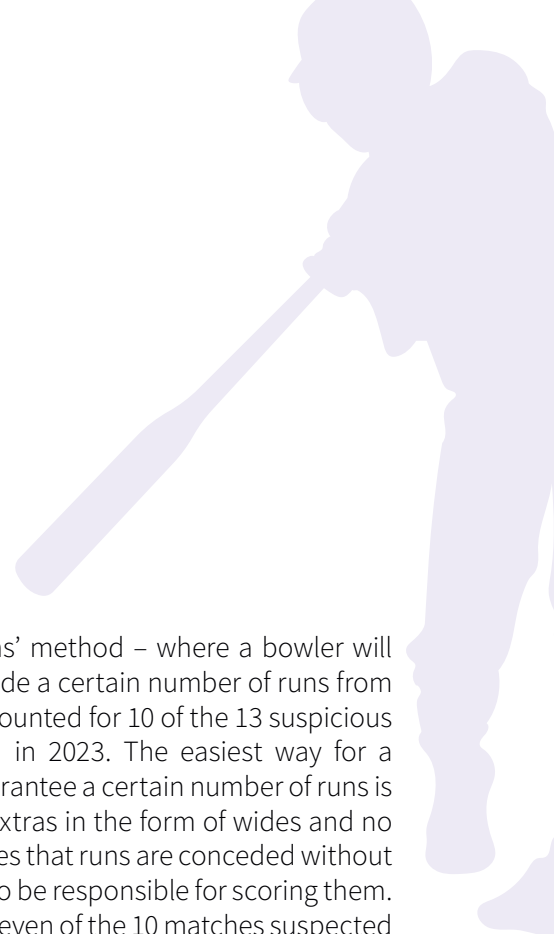 ns’ method – where a bowler will
de a certain number of runs from
ounted for 10 of the 13 suspicious
in 2023. The easiest way for a
rantee a certain number of runs is
xtras in the form of wides and no
es that runs are conceded without
o be responsible for scoring them.
even of the 10 matches suspected